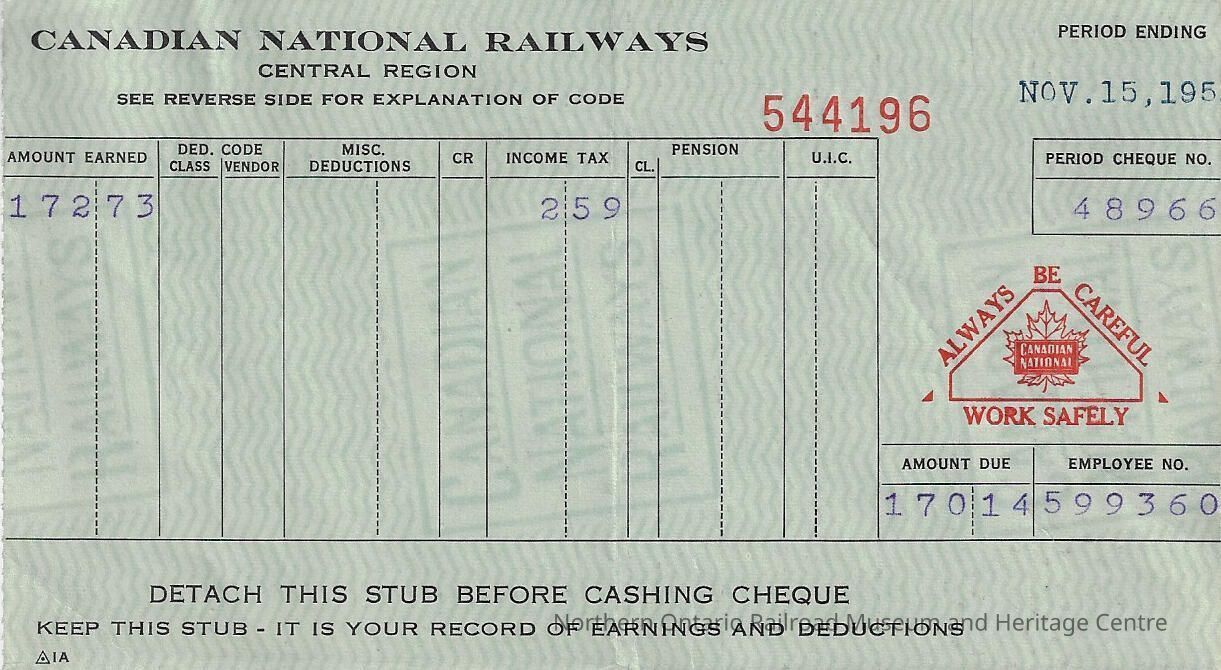 CANADIAN NATIONAL RAILWAYS
CENTRAL REGION
SEE REVERSE SIDE FOR EXPLANATION OF CODE
544196
PERIOD ENDING
NOV.15,195
AMOUNT EARNED
DED. CODE
CLASS VENDOR
MISC.
DEDUCTIONS
CR
INCOME TAX
CL.
PENSION
U.I.C.
PERIOD CHEQUE NO.
172 73
2 59
48966
ALWAYS BE CAREFUL
CANADIAN
NATIONAL
WORK SAFELY
AMOUNT DUE
EMPLOYEE NO.
170 14
599360
DETACH THIS STUB BEFORE CASHING CHEQUE
KEEP THIS STUB - IT IS YOUR RECORD OF EARNINGS AND DEDUCTIONS
Northern Ontario Railroad Museum and Heritage Centre
1A
CANADIAN
NATIONAL
RAILWAYS